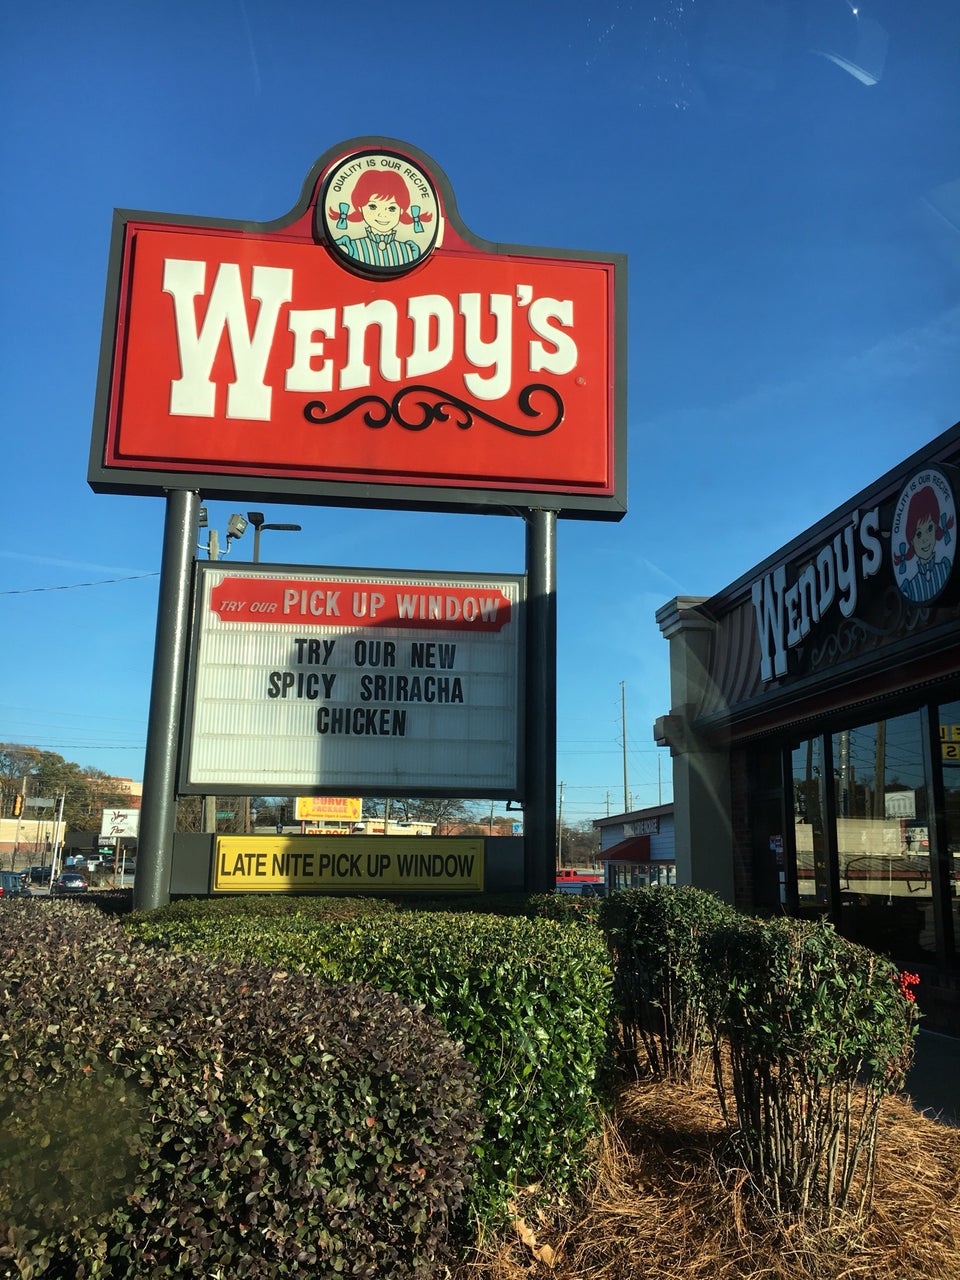 QUALITY IS OUR RECIPE
WENDY'S
TRY OUR PICK UP WINDOW
TRY OUR NEW
SPICY SRIRACHA
CHICKEN
LATE NITE PICK UP WINDOW
QUALITY IS OUR RECIPE
WENDY'S
CURVE